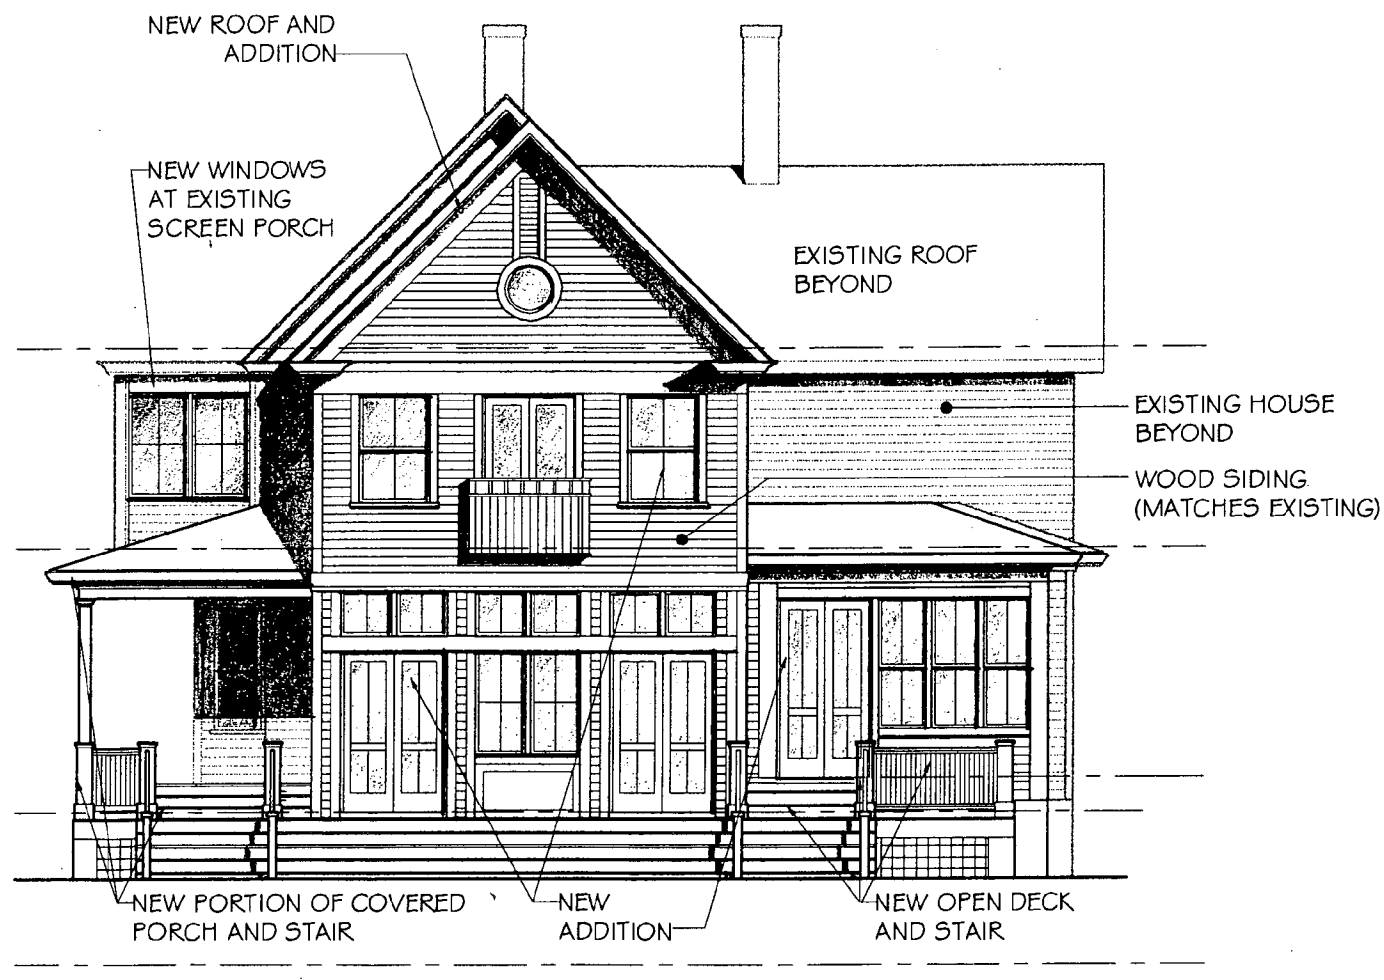 NEW ROOF AND
ADDITION
NEW WINDOWS
AT EXISTING
SCREEN PORCH
EXISTING ROOF
BEYOND
EXISTING HOUSE
BEYOND
WOOD SIDING
(MATCHES EXISTING)
NEW PORTION OF COVERED
PORCH AND STAIR
NEW
ADDITION
NEW OPEN DECK
AND STAIR